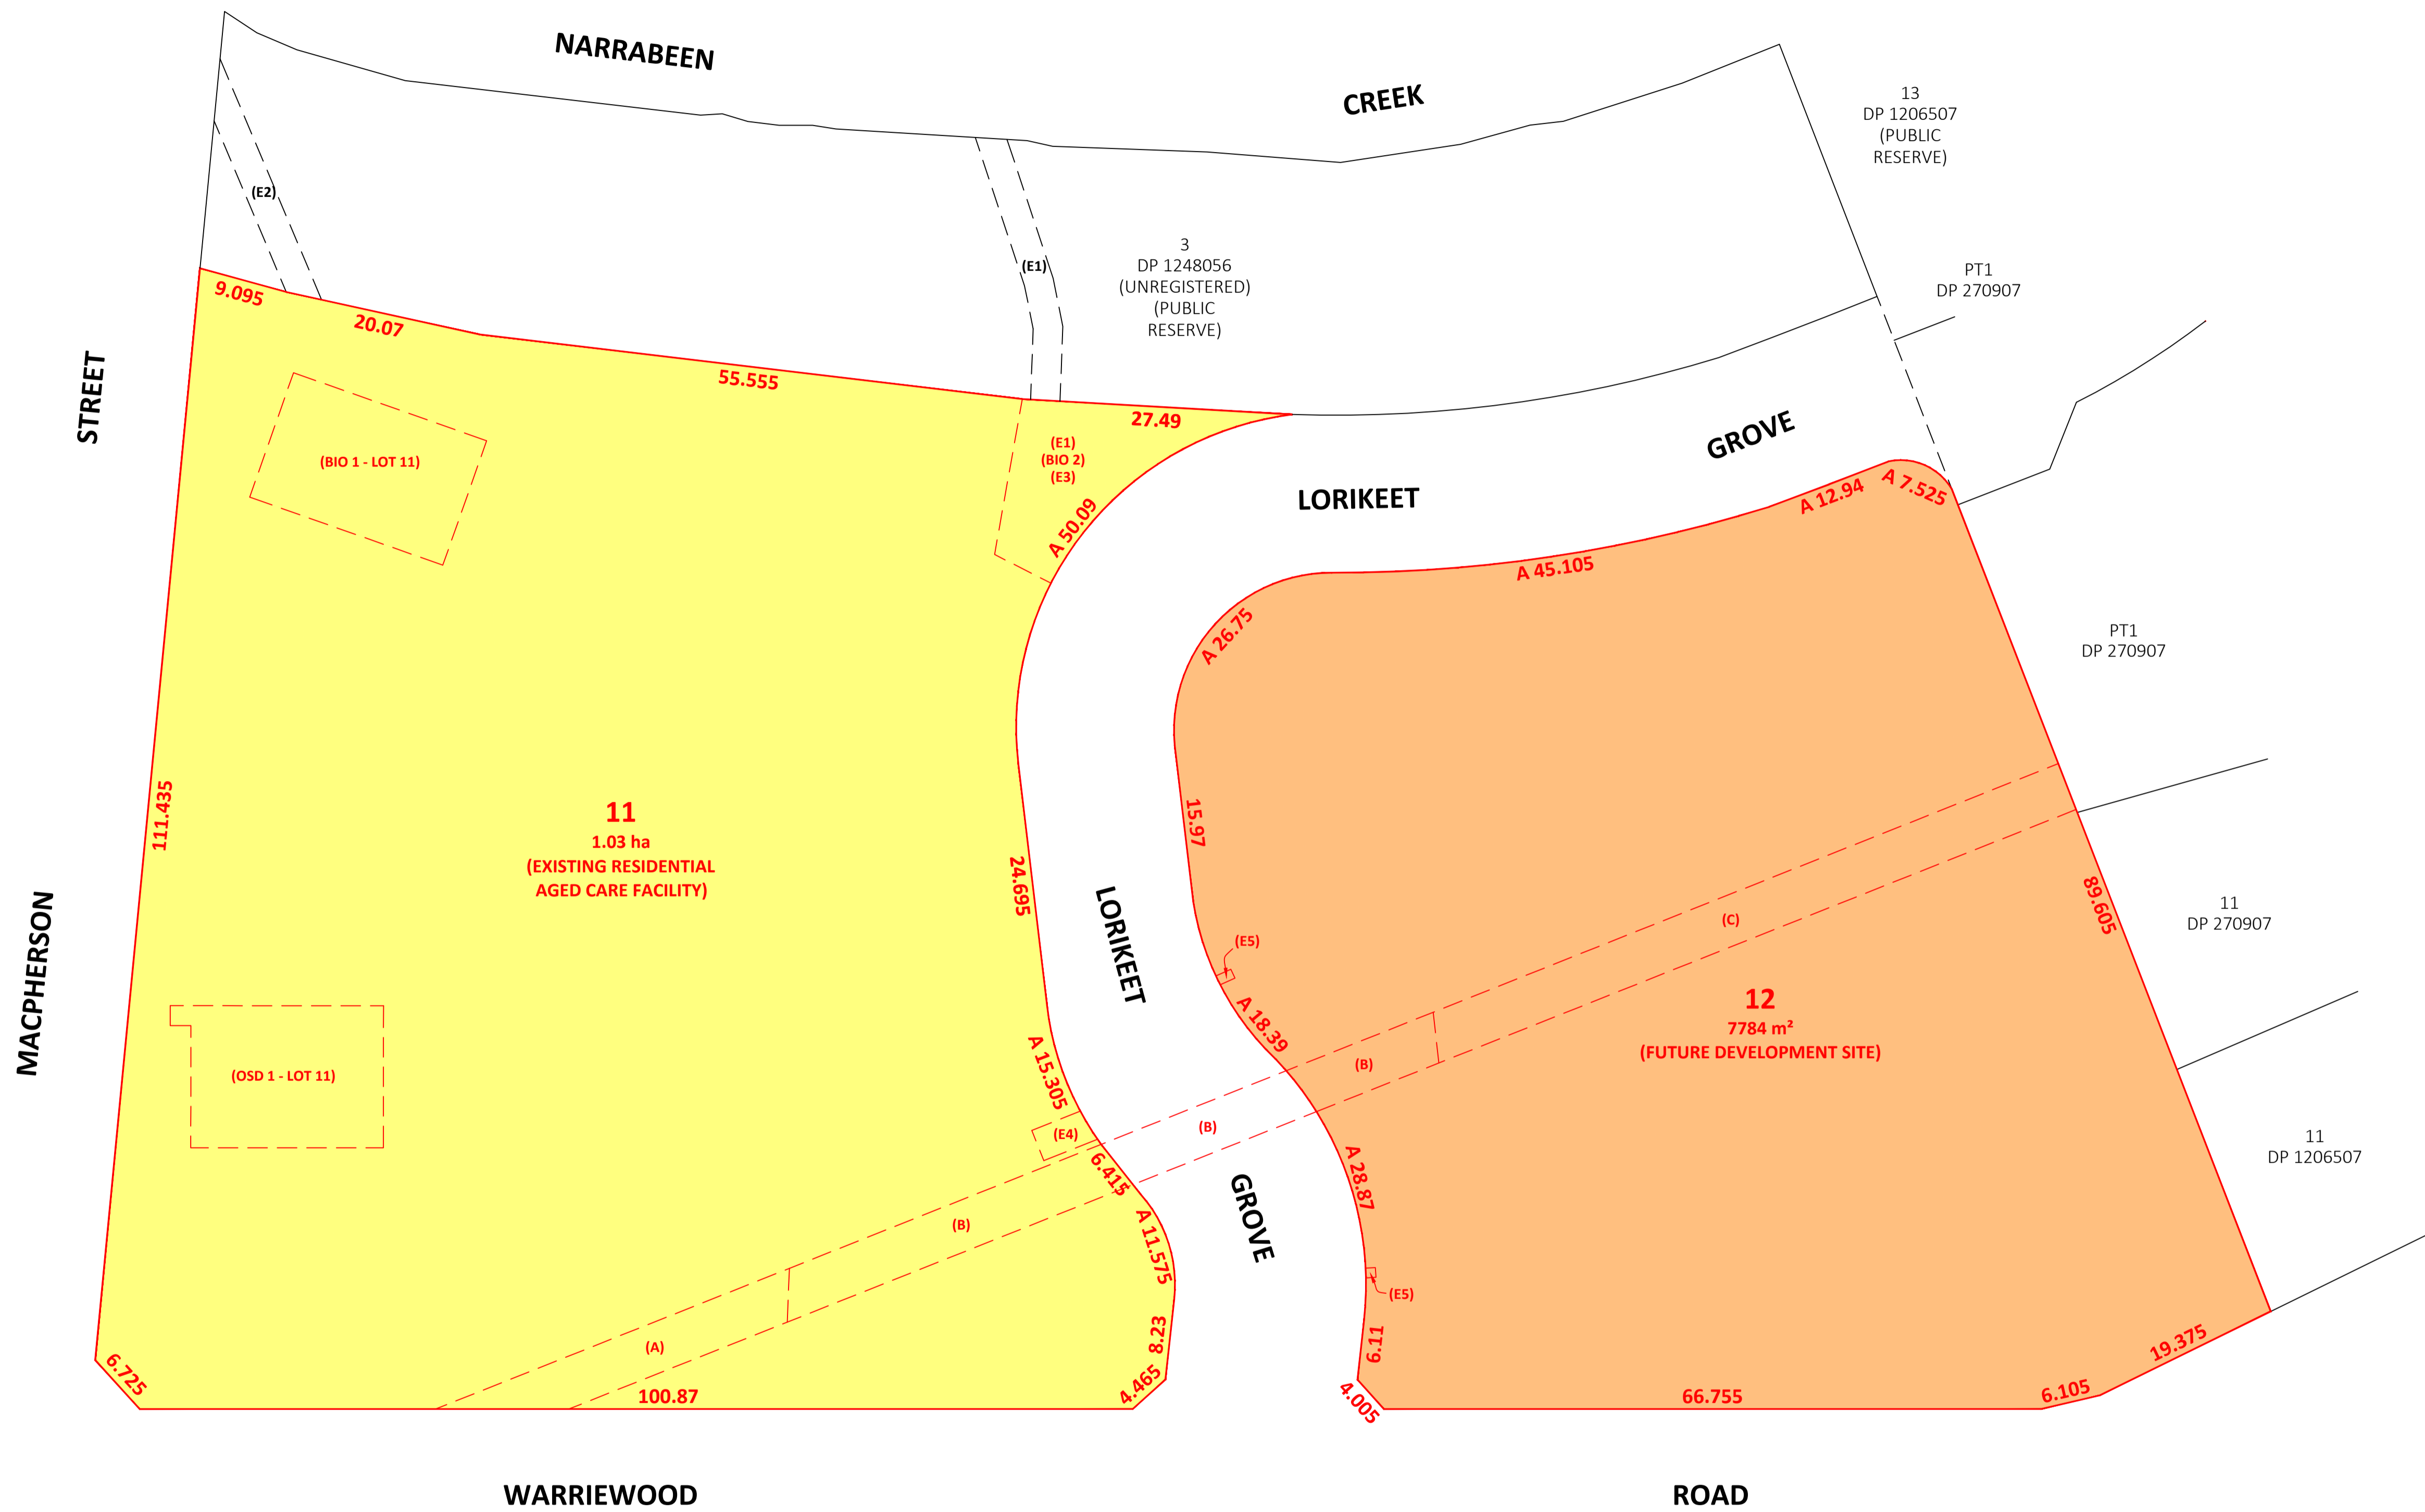 NARRABEEN
CREEK
13
DP 1206507
(PUBLIC
RESERVE)
(E2)
3
DP 1248056
(UNREGISTERED)
(PUBLIC
RESERVE)
(E1)
PT1
DP 270907
9.095
20.07
55.555
27.49
STREET
(BIO 1 - LOT 11)
(E1)
(BIO 2)
(E3)
A 50.09
LORIKEET
GROVE
A 12.94
A 7.525
A 45.105
A 26.75
PT1
DP 270907
111.435
11
1.03 ha
(EXISTING RESIDENTIAL
AGED CARE FACILITY)
24.695
15.97
LORIKEET
GROVE
MACPHERSON
(E5)
A 18.39
(C)
89.605
11
DP 270907
12
7784 m²
(FUTURE DEVELOPMENT SITE)
(OSD 1 - LOT 11)
A 15.305
(E4)
(B)
(B)
(B)
6.415
A 11.575
A 28.87
11
DP 1206507
(E5)
(A)
8.23
6.11
6.725
100.87
4.465
4.005
66.755
6.105
19.375
WARRIEWOOD
ROAD